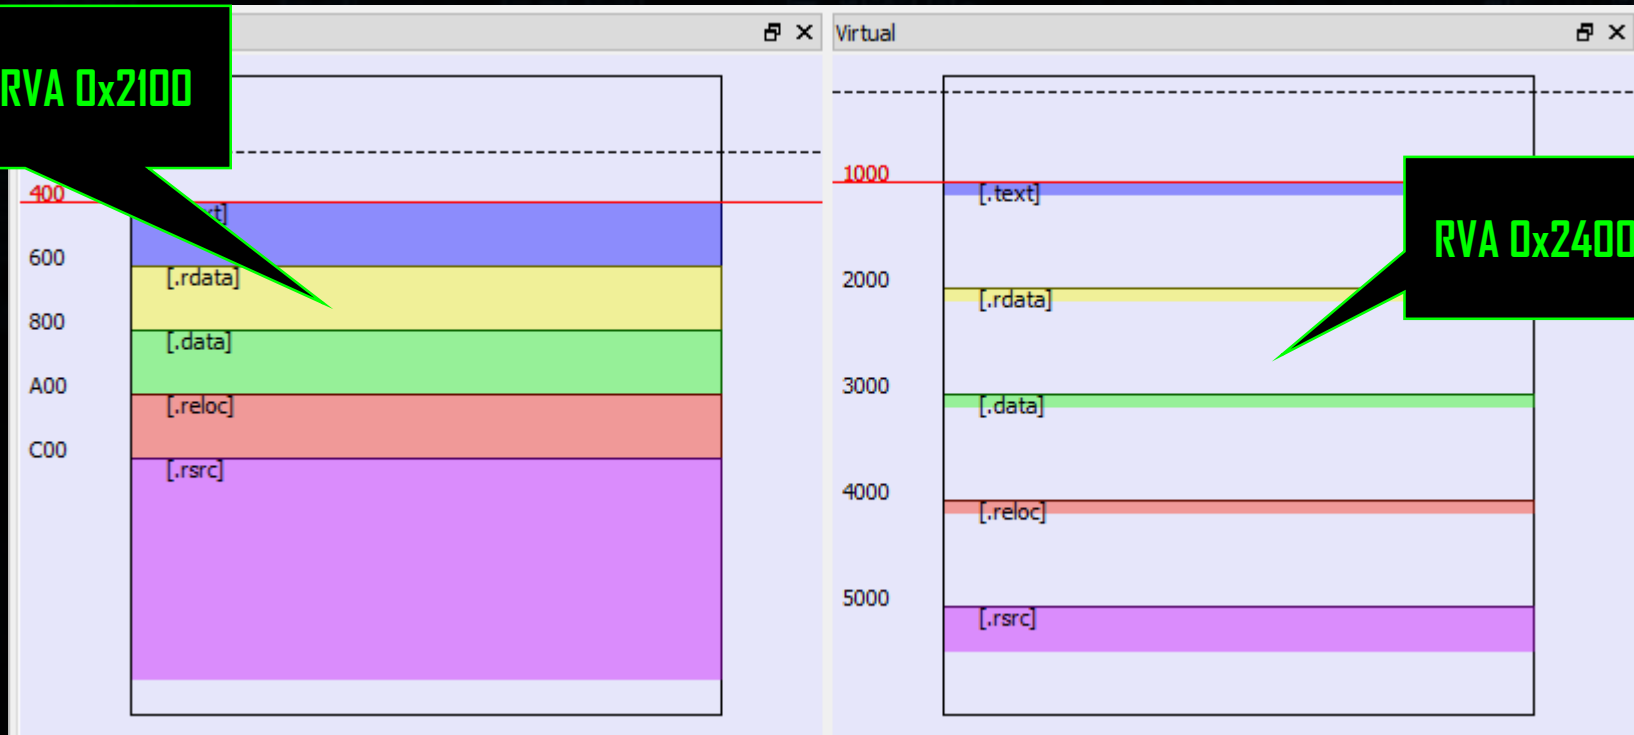 RVA 0x2100
400
600
[.rdata]
800
[.data]
A00
[.reloc]
C00
[.rsrc]
Virtual
1000
[.text]
RVA 0x2400
2000
[.rdata]
3000
[.data]
4000
[.reloc]
5000
[.rsrc]